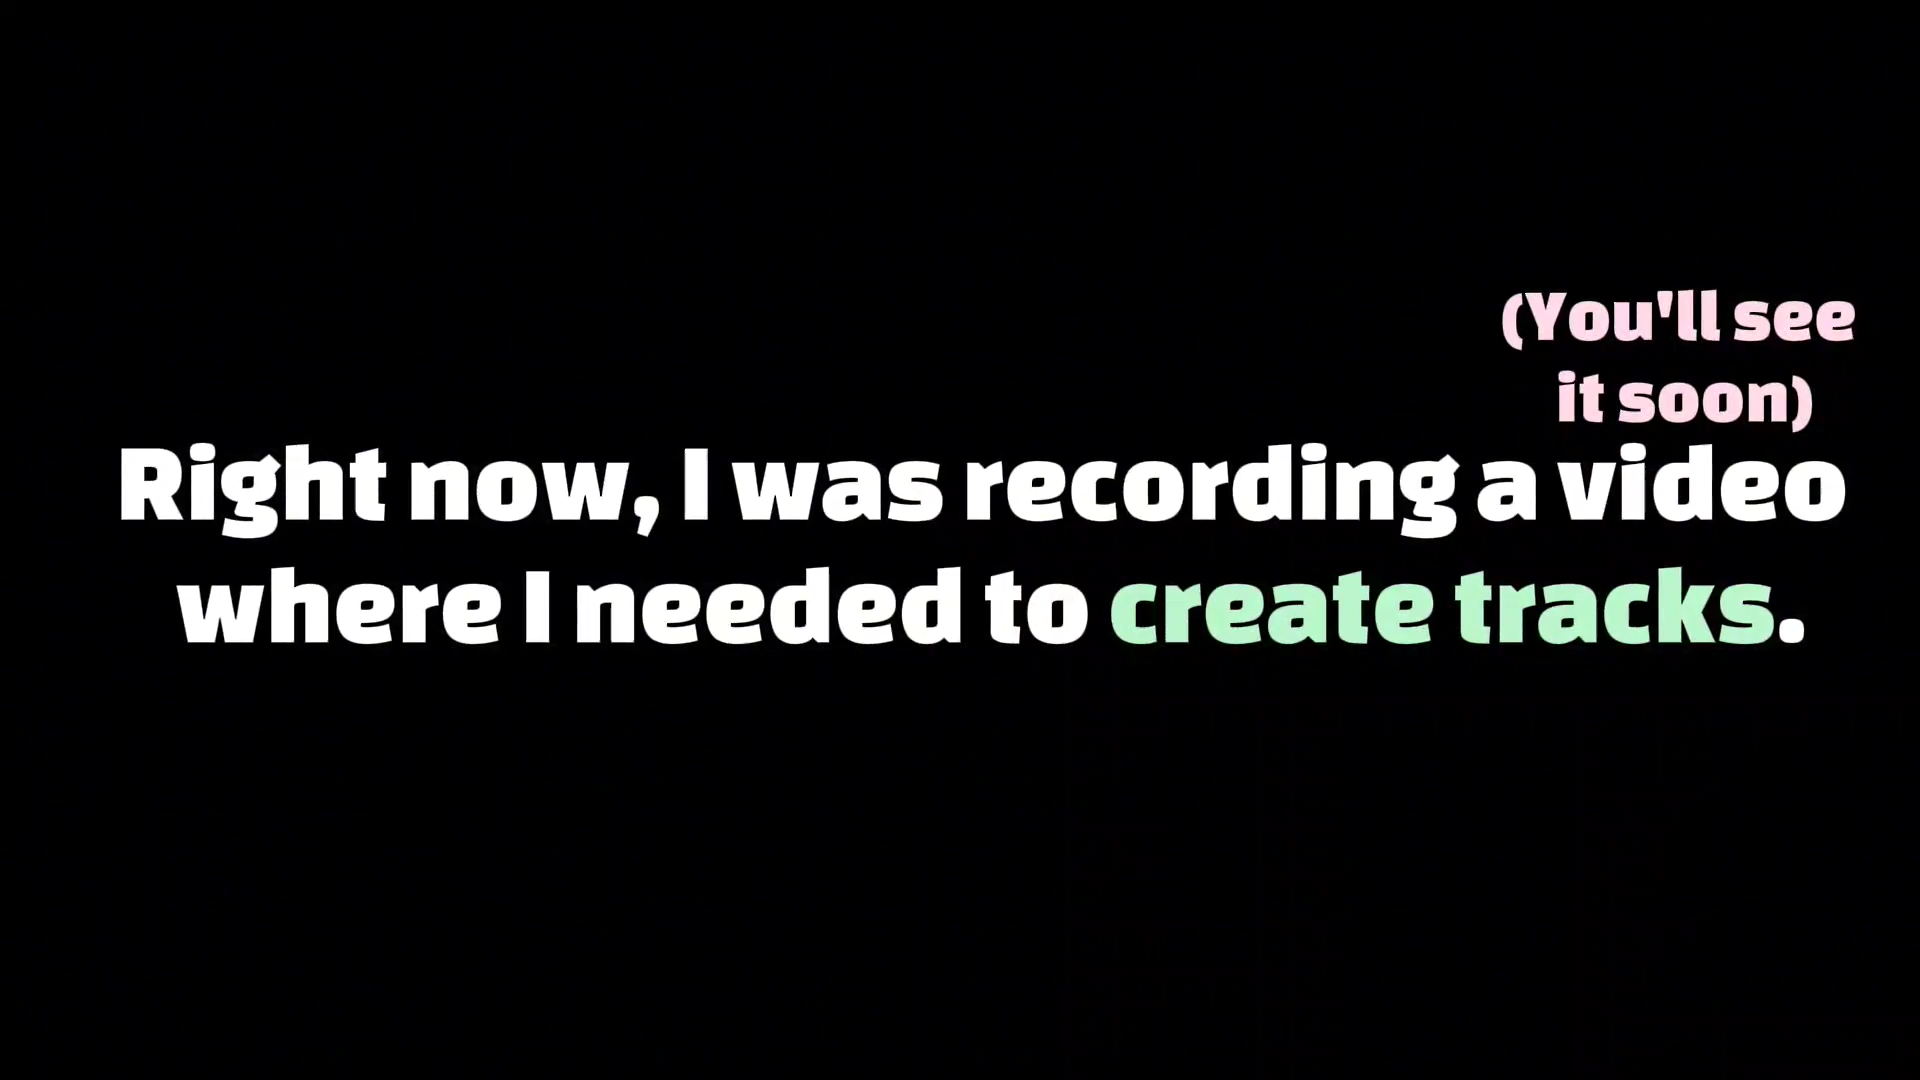 (You'll see
it soon)
Right now, I was recording a video
where I needed to create tracks.